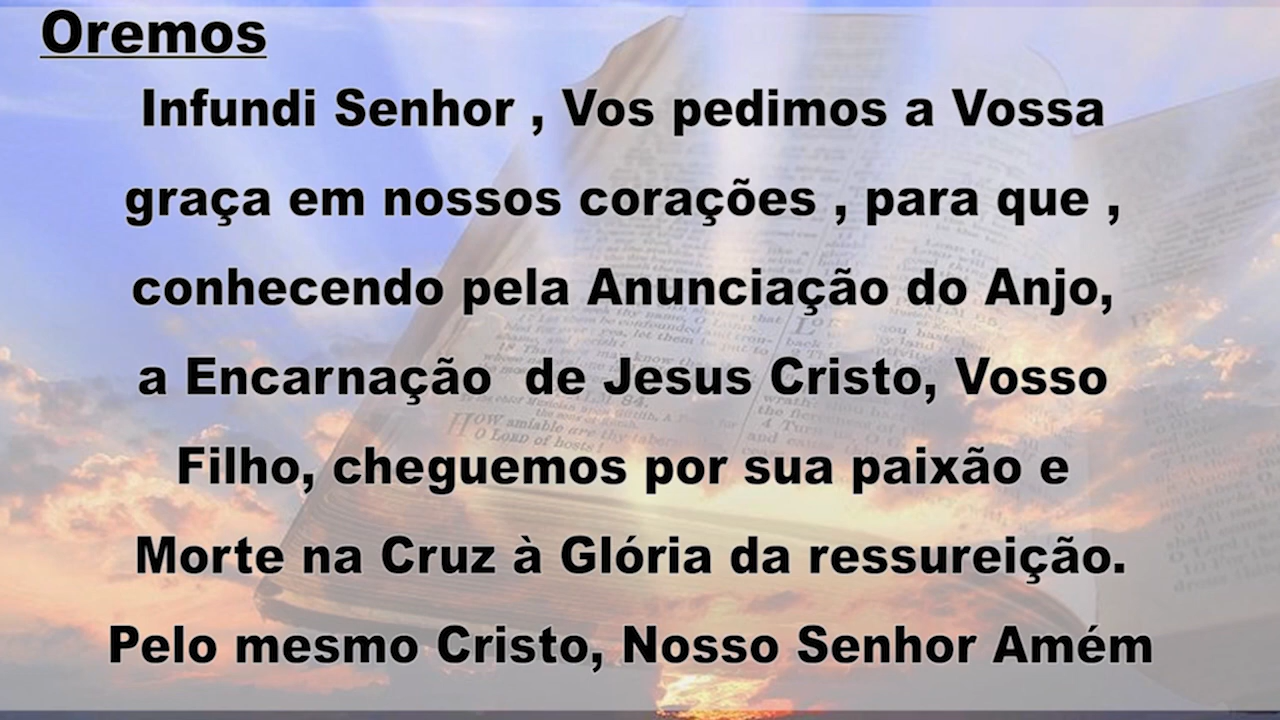 Oremos
Infundi Senhor , Vos pedimos a Vossa
graça em nossos corações , para que ,
conhecendo pela Anunciação do Anjo,
a Encarnação  de Jesus Cristo, Vosso
Filho, cheguemos por sua paixão e
Morte na Cruz à Glória da ressureição.
Pelo mesmo Cristo, Nosso Senhor Amém